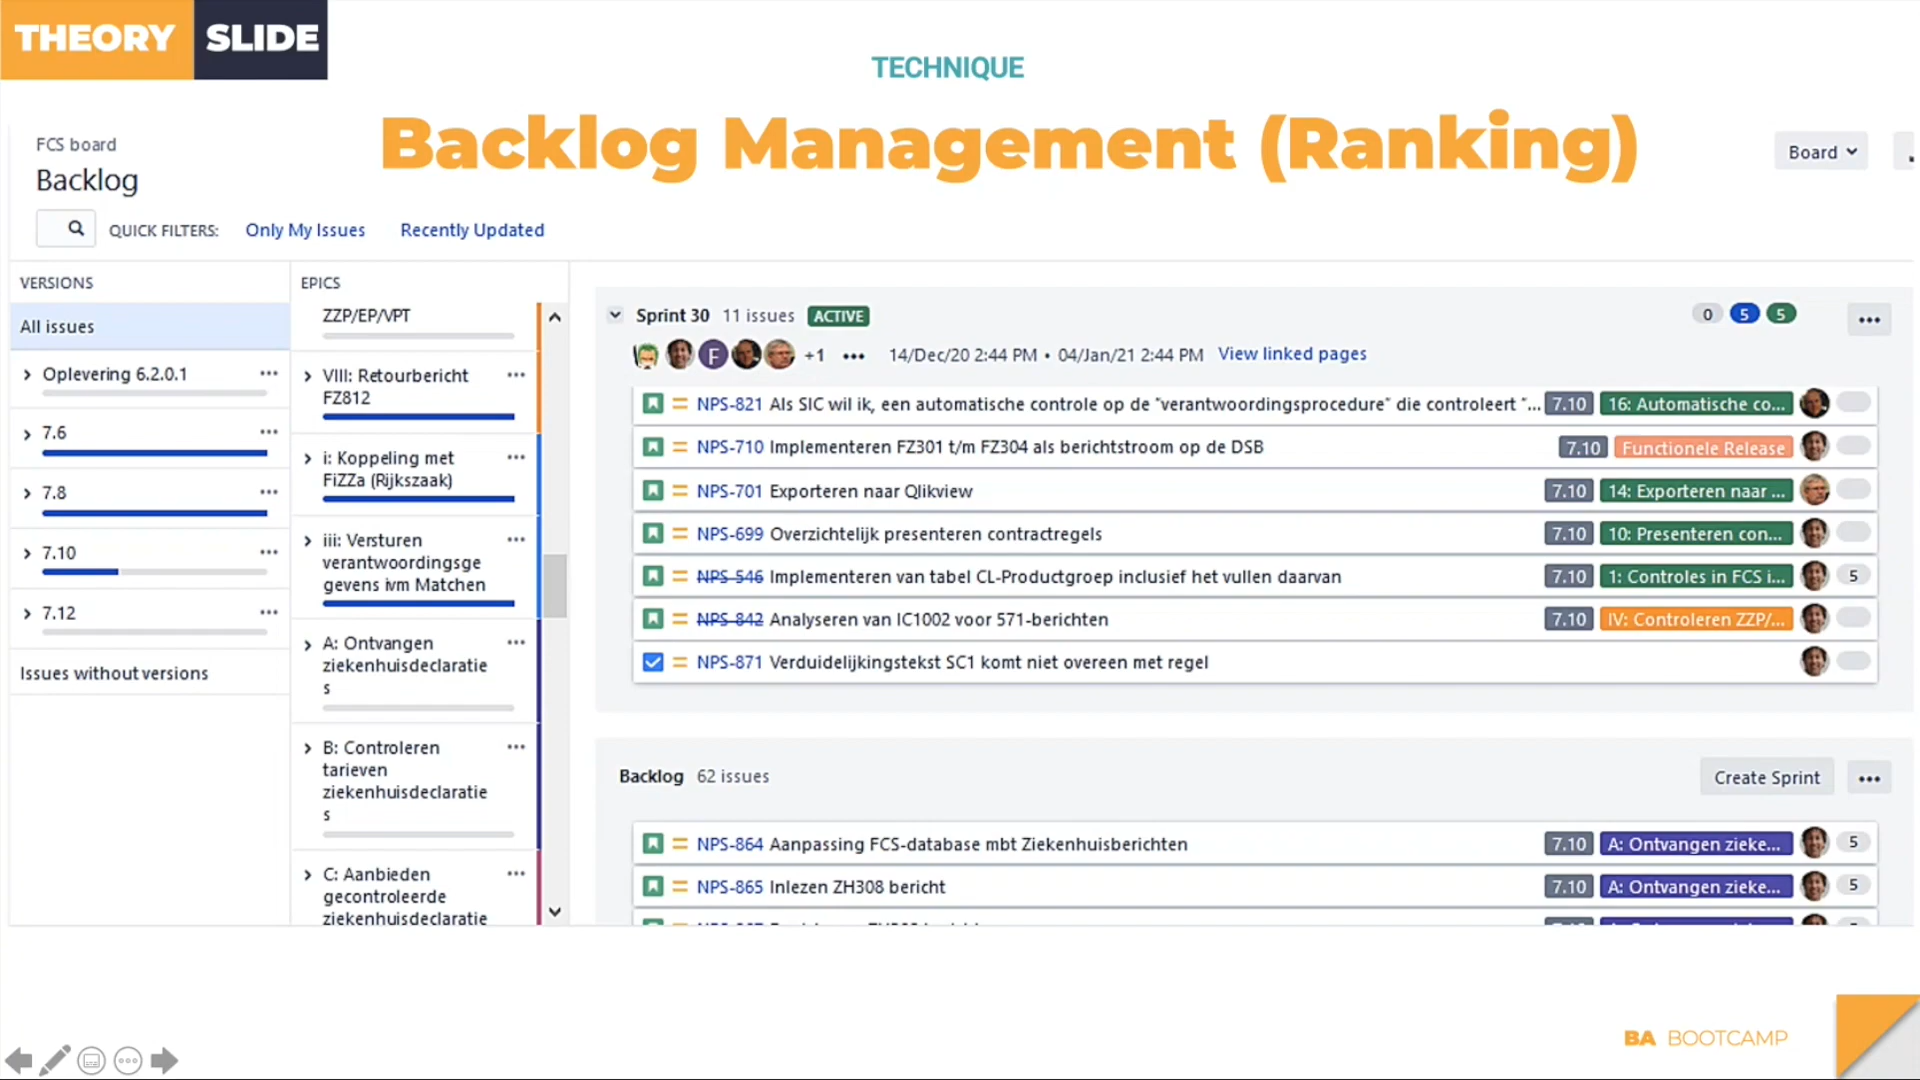 THEORY SLIDE
TECHNIQUE
Backlog Management (Ranking)
FCS board
Backlog
Board
QUICK FILTERS: Only My Issues Recently Updated
VERSIONS
All issues
Oplevering 6.2.0.1
7.6
7.8
7.10
7.12
Issues without versions
EPICS
ZZP/EP/VPT
VIII: Retourbericht
FZ812
i: Koppeling met
FiZZa (Rijkszaak)
iii: Versturen
verantwoordingsge
gevens ivm Matchen
A: Ontvangen
ziekenhuisdeclaratie
s
B: Controleren
tarieven
ziekenhuisdeclaratie
s
C: Aanbieden
gecontroleerde
ziekenhuisdeclaratie
Sprint 30 11 issues ACTIVE 0 5 5
F +1 ••• 14/Dec/20 2:44 PM • 04/Jan/21 2:44 PM View linked pages
NPS-821 Als SIC wil ik, een automatische controle op de "verantwoordingsprocedure" die controleert "... 7.10 16: Automatische co...
NPS-710 Implementeren FZ301 t/m FZ304 als berichtstroom op de DSB 7.10 Functionele Release
NPS-701 Exporteren naar Qlikview 7.10 14: Exporteren naar ...
NPS-699 Overzichtelijk presenteren contractregels 7.10 10: Presenteren con...
NPS-546 Implementeren van tabel CL-Productgroep inclusief het vullen daarvan 7.10 1: Controles in FCS i... 5
NPS-842 Analyseren van IC1002 voor 571-berichten 7.10 IV: Controleren ZZP/...
NPS-871 Verduidelijkingstekst SC1 komt niet overeen met regel
Backlog 62 issues Create Sprint
NPS-864 Aanpassing FCS-database mbt Ziekenhuisberichten 7.10 A: Ontvangen zieke... 5
NPS-865 Inlezen ZH308 bericht 7.10 A: Ontvangen zieke... 5
BA BOOTCAMP